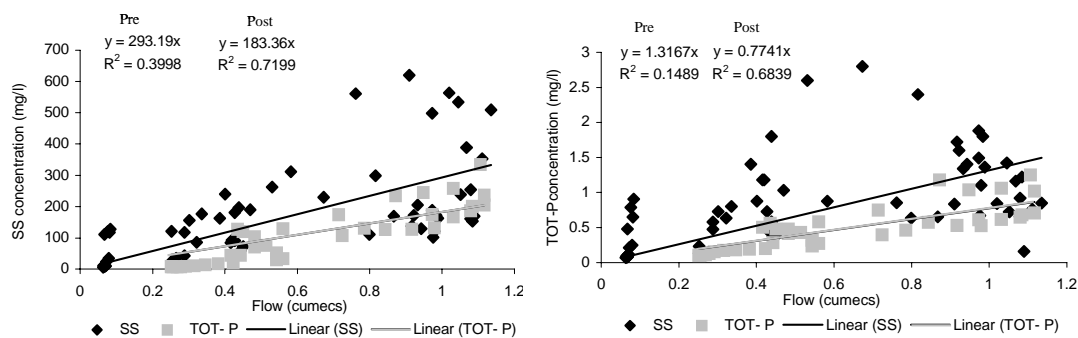 Pre Post
y = 293.19x y = 183.36x
R2 = 0.3998 R2 = 0.7199
700
600
500
400
300
200
100
0
SS concentration (mg/l)
0 0.2 0.4 0.6 0.8 1 1.2
Flow (cumecs)
SS TOT- P Linear (SS) Linear (TOT- P)
Pre Post
y = 1.3167x y = 0.7741x
R2 = 0.1489 R2 = 0.6839
3
2.5
2
1.5
1
0.5
0
TOT-Pconcentration (mg/l)
0 0.2 0.4 0.6 0.8 1 1.2
Flow (cumecs)
SS TOT- P Linear (SS) Linear (TOT- P)